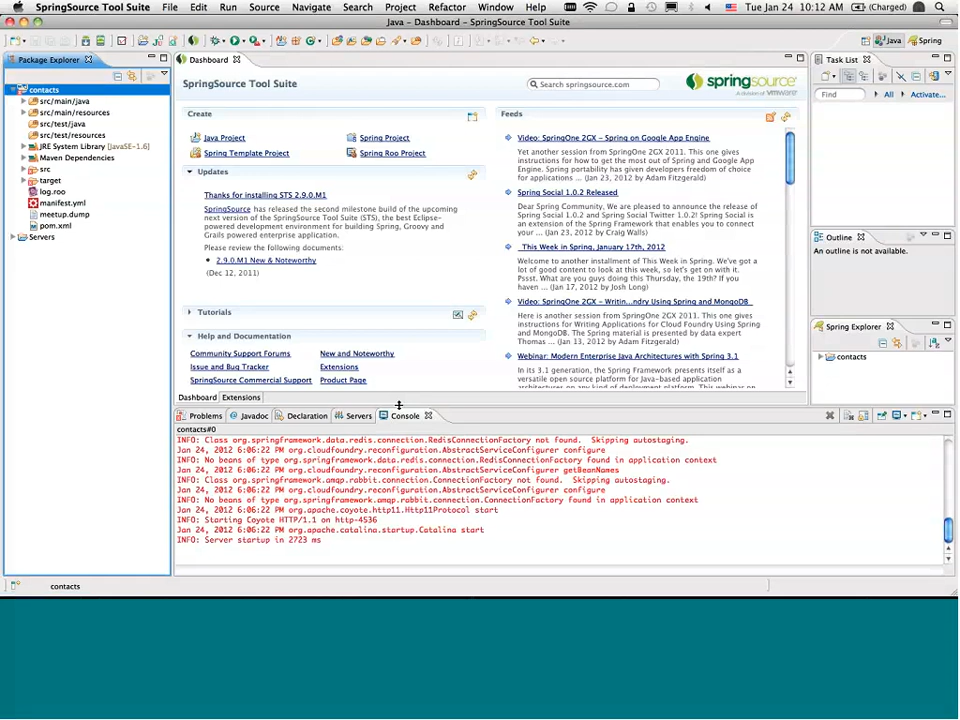 SpringSource Tool Suite File Edit Run Source Navigate Search Project Refactor Window Help Tue Jan 24 10:12 AM (Charged)
Java – Dashboard – SpringSource Tool Suite
Java Spring
Package Explorer
contacts
src/main/java
src/main/resources
src/test/java
src/test/resources
JRE System Library [JavaSE-1.6]
Maven Dependencies
src
target
log.roo
manifest.yml
meetup.dump
pom.xml
Servers
Dashboard
SpringSource Tool Suite
Search springsource.com
springsource
A division of VMware
Create
Java Project
Spring Project
Spring Template Project
Spring Roo Project
Updates
Thanks for installing STS 2.9.0.M1
SpringSource has released the second milestone build of the upcoming
next version of the SpringSource Tool Suite (STS), the best Eclipse-
powered development environment for building Spring, Groovy and
Grails powered enterprise application.
Please review the following documents:
• 2.9.0.M1 New & Noteworthy
(Dec 12, 2011)
Tutorials
Help and Documentation
Community Support Forums
New and Noteworthy
Issue and Bug Tracker
Extensions
SpringSource Commercial Support
Product Page
Feeds
Video: SpringOne 2GX - Spring on Google App Engine
Yet another session from SpringOne 2GX 2011. This one gives
instructions for how to get the most out of Spring and Google App
Engine. Portability has given developers freedom of choice
for applications ... (Jan 23, 2012 by Adam Fitzgerald)
Spring Social 1.0.2 Released
Dear Spring Community, We are pleased to announce the release
of Spring Social 1.0.2 and Spring Social Twitter 1.0.2! Spring Social is
an extension of the Spring Framework that enables you to connect
your ... (Jan 23, 2012 by Craig Walls)
This Week in Spring, January 17th, 2012
Welcome to another installment of This Week in Spring. We've got a
lot of good content to look at this week, so let's get on with it.
Pssst. What are you guys doing this Thursday, the 19th? If you
haven ... (Jan 17, 2012 by Josh Long)
Video: SpringOne 2GX - Writin...ndry Using Spring and MongoDB
Here is another session from SpringOne 2GX 2011. This one gives
instructions for Writing Applications for Cloud Foundry Using Spring
and MongoDB. The Spring material is presented by data expert
Thomas ... (Jan 13, 2012 by Adam Fitzgerald)
Webinar: Modern Enterprise Java Architectures with Spring 3.1
In its 3.1 generation, the Spring Framework presents itself as a
versatile open source platform for Java-based application
Dashboard Extensions
Task List
Find All Activate...
Outline
An outline is not available.
Spring Explorer
contacts
Problems Javadoc Declaration Servers Console
contacts#0
INFO: Class org.springframework.data.redis.connection.RedisConnectionFactory not found. Skipping autostaging.
Jan 24, 2012 6:06:22 PM org.cloudfoundry.reconfiguration.AbstractServiceConfigurer configure
INFO: No beans of type org.springframework.data.redis.connection.RedisConnectionFactory found in application context
Jan 24, 2012 6:06:22 PM org.cloudfoundry.reconfiguration.AbstractServiceConfigurer getBeanNames
INFO: Class org.springframework.amqp.rabbit.connection.ConnectionFactory not found. Skipping autostaging.
Jan 24, 2012 6:06:22 PM org.cloudfoundry.reconfiguration.AbstractServiceConfigurer configure
INFO: No beans of type org.springframework.amqp.rabbit.connection.ConnectionFactory found in application context
Jan 24, 2012 6:06:22 PM org.apache.coyote.http11.Http11Protocol start
INFO: Starting Coyote HTTP/1.1 on http-4536
Jan 24, 2012 6:06:22 PM org.apache.catalina.startup.Catalina start
INFO: Server startup in 2723 ms
contacts